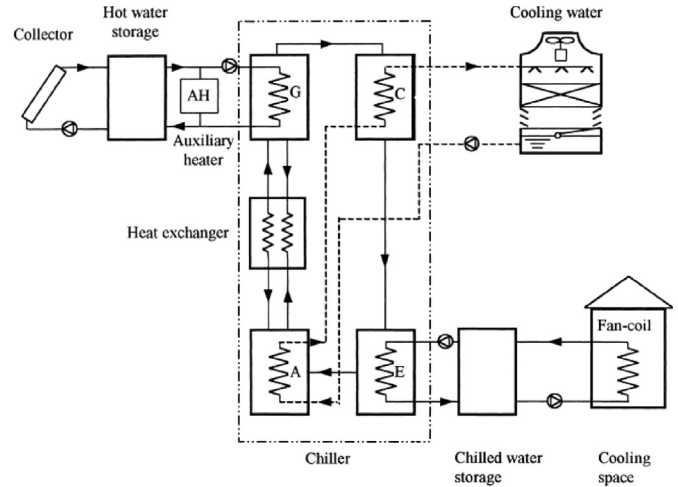 Hot water
storage
Collector
Cooling water
AH
G
C
Auxiliary
heater
Heat exchanger
Fan-coil
A
E
Chiller
Chilled water
storage
Cooling
space